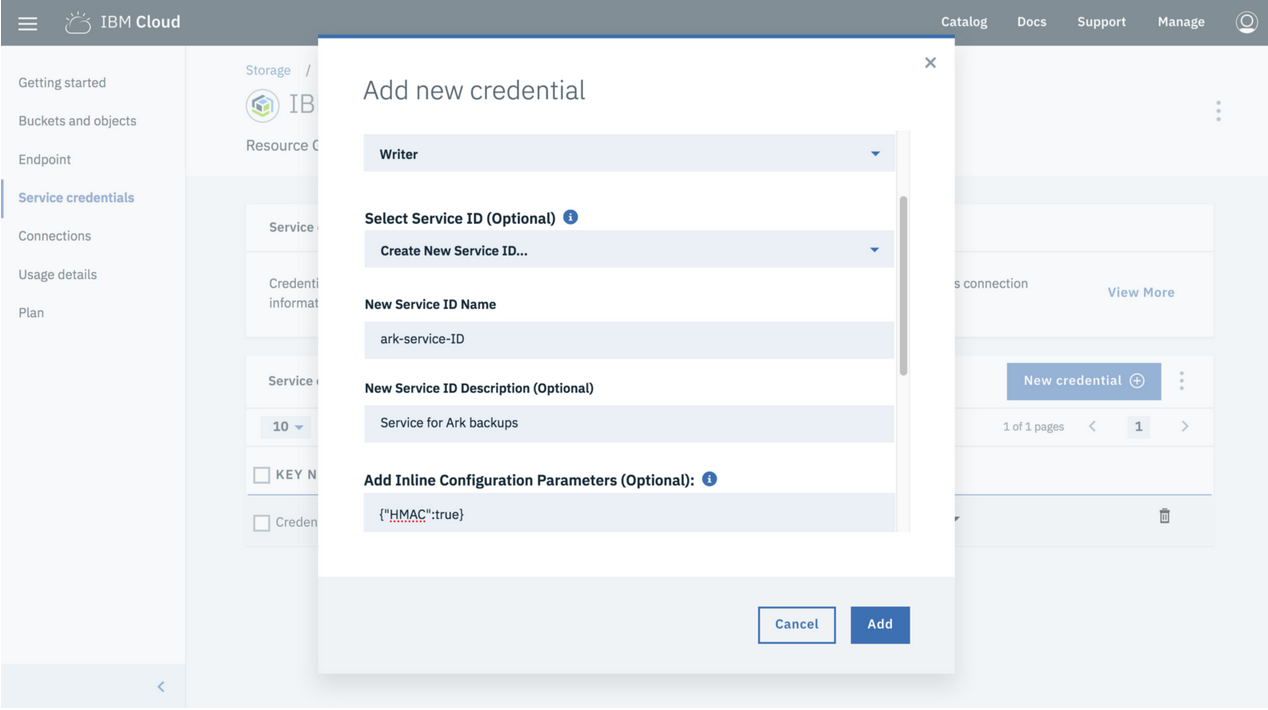 IBM Cloud
Catalog Docs Support Manage
Getting started
Buckets and objects
Endpoint
Service credentials
Connections
Usage details
Plan
Storage /
IB
Resource
Service
Credenti
informat
s connection
View More
Service
New credential
10
1 of 1 pages
1
KEY N
Creden
Add new credential
Writer
Select Service ID (Optional)
Create New Service ID...
New Service ID Name
ark-service-ID
New Service ID Description (Optional)
Service for Ark backups
Add Inline Configuration Parameters (Optional):
{"HMAC":true}
Cancel
Add